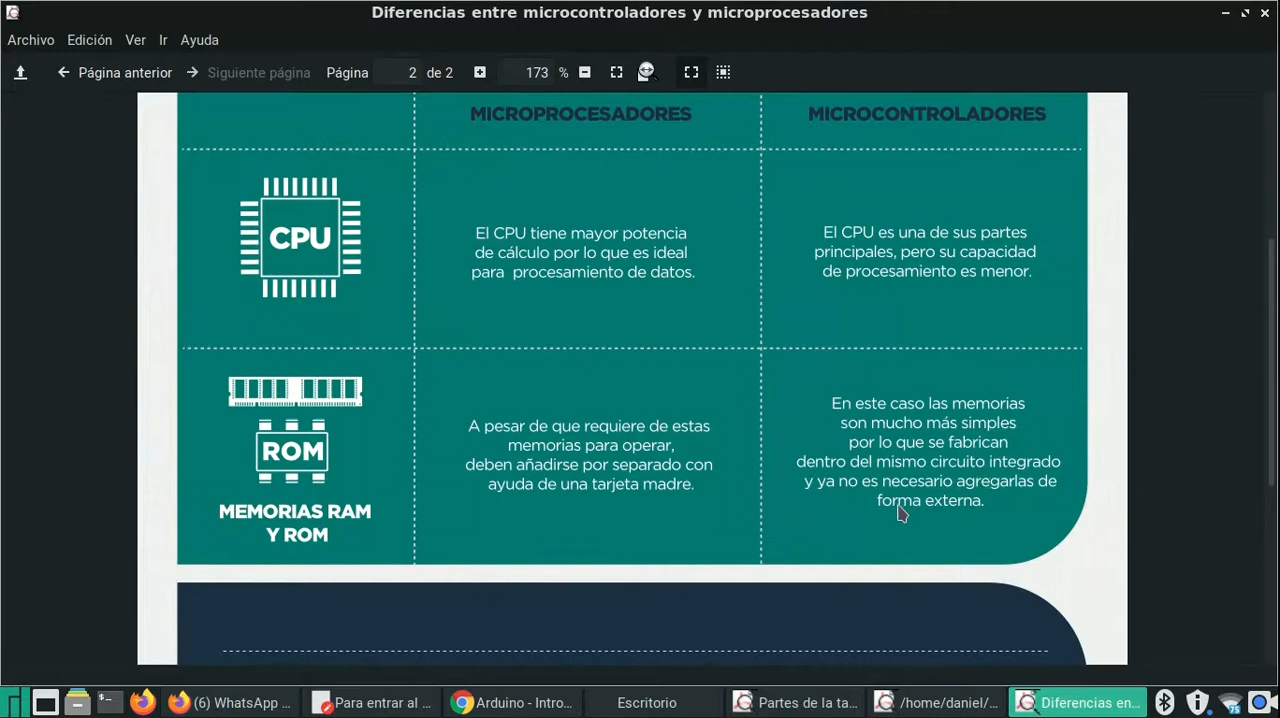 Diferencias entre microcontroladores y microprocesadores
Archivo Edición Ver Ir Ayuda
Página anterior Siguiente página Página 2 de 2 173 %
MICROPROCESADORES MICROCONTROLADORES
CPU
El CPU tiene mayor potencia
de cálculo por lo que es ideal
para procesamiento de datos.
El CPU es una de sus partes
principales, pero su capacidad
de procesamiento es menor.
ROM
MEMORIAS RAM
Y ROM
A pesar de que requiere de estas
memorias para operar,
deben añadirse por separado con
ayuda de una tarjeta madre.
En este caso las memorias
son mucho más simples
por lo que se fabrican
dentro del mismo circuito integrado
y ya no es necesario agregarlas de
forma externa.
(6) WhatsApp ... Para entrar al ... Arduino - Intro... Escritorio Partes de la ta... /home/daniel/... Diferencias en... 75